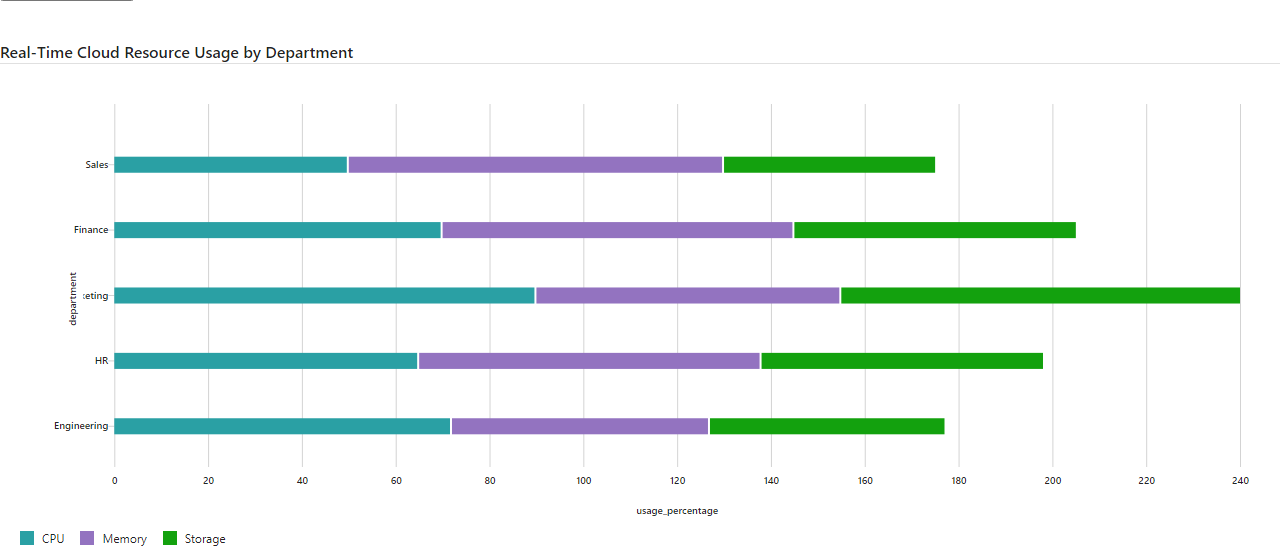 Real-Time Cloud Resource Usage by Department
Sales
Finance
department
HR
Engineering
0 20 40 60 80 100 120 140 160 180 200 220 240
usage_percentage
CPU Memory Storage